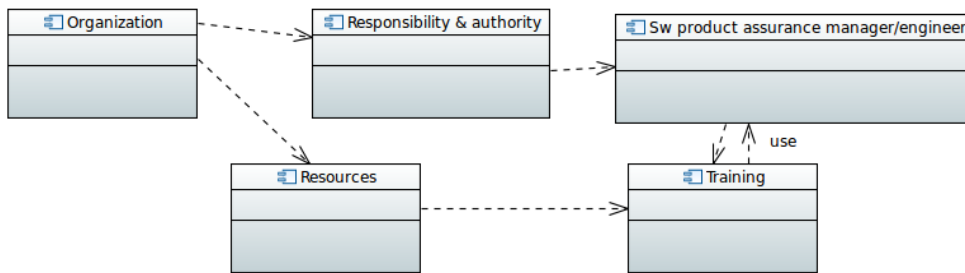 Organization
Responsibility & authority
Sw product assurance manager/engineer
use
Resources
Training